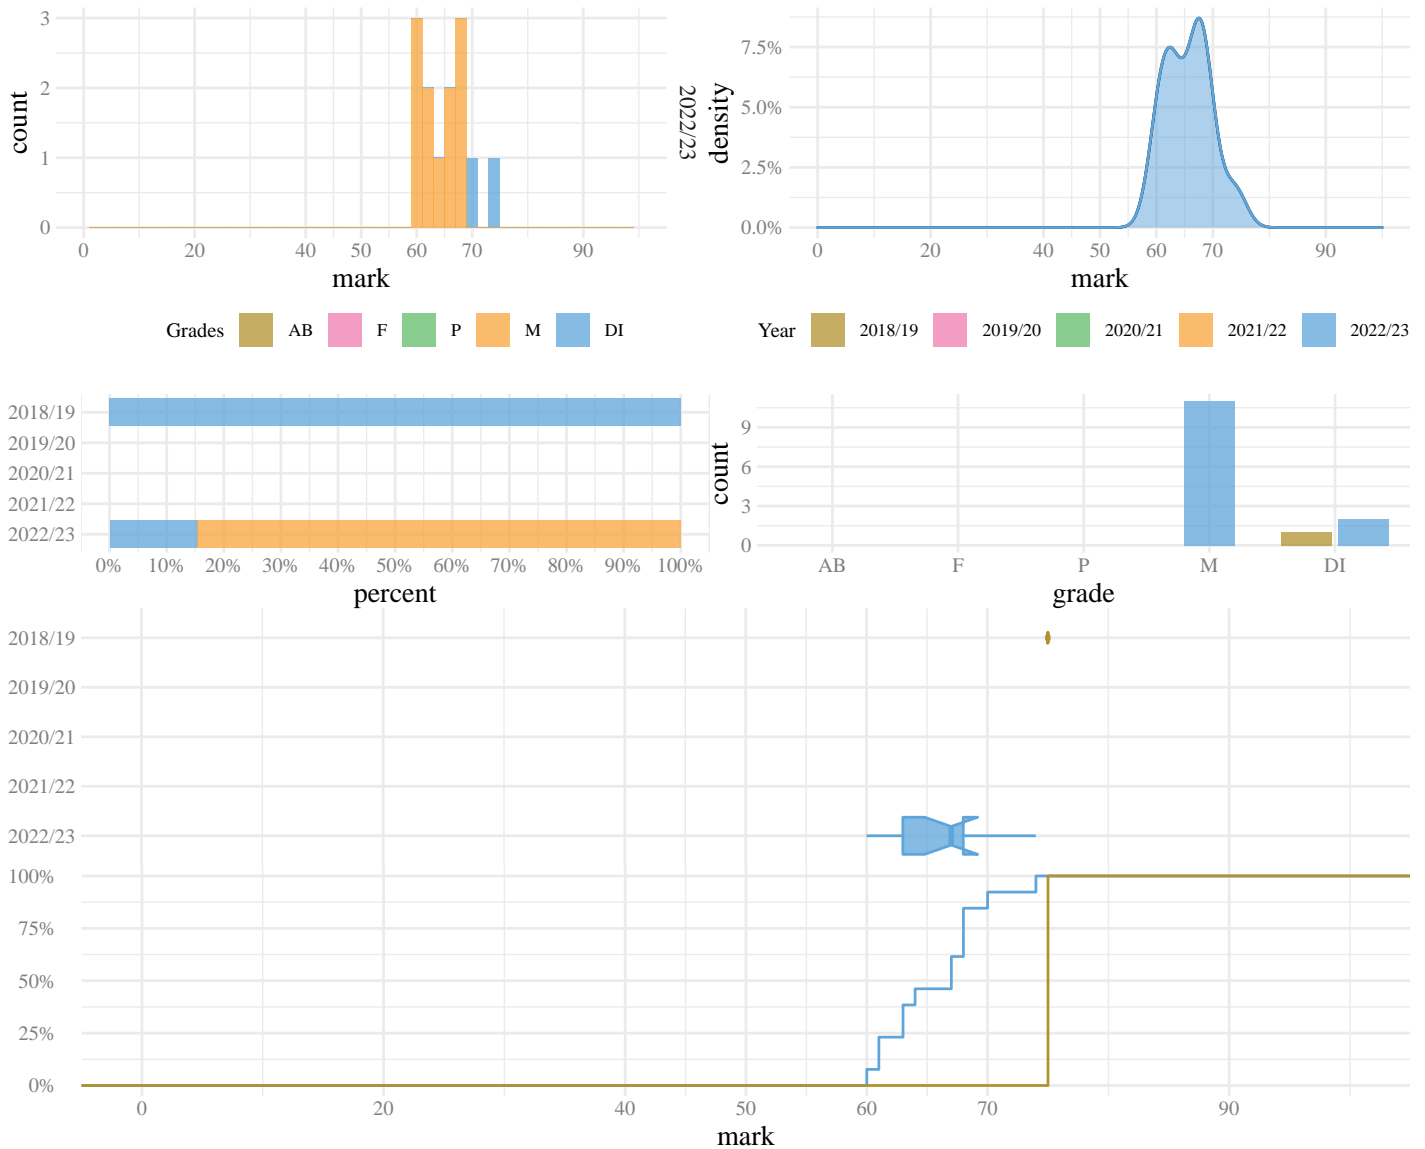 3
2
1
0
count
0 20 40 50 60 70 90
mark
2022/23
Grades AB F P M DI
7.5%
5.0%
2.5%
0.0%
density
0 20 40 50 60 70 90
mark
Year 2018/19 2019/20 2020/21 2021/22 2022/23
2018/19
2019/20
2020/21
2021/22
2022/23
0% 10% 20% 30% 40% 50% 60% 70% 80% 90% 100%
percent
9
6
3
0
count
AB F P M DI
grade
2018/19
2019/20
2020/21
2021/22
2022/23
100%
75%
50%
25%
0%
0 20 40 50 60 70 90
mark